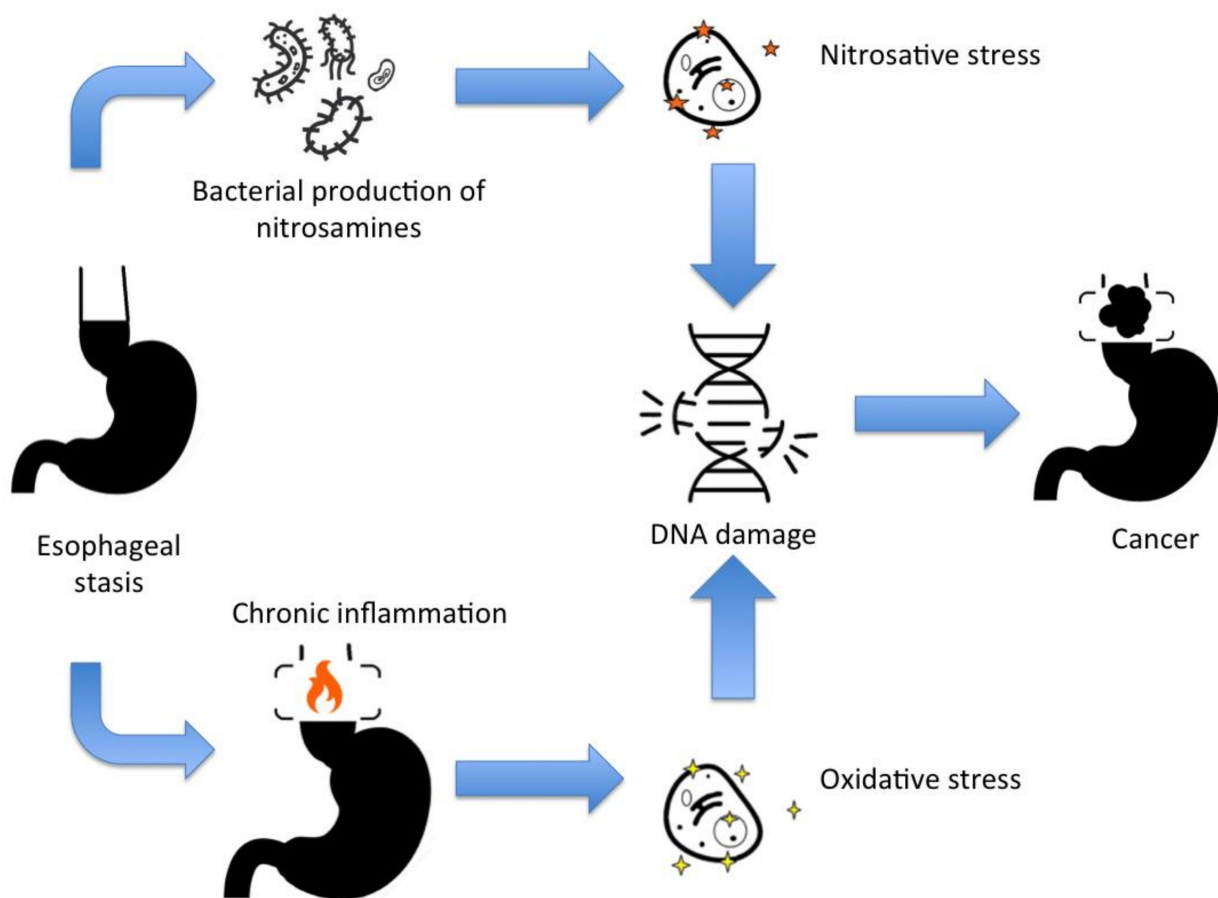 Nitrosative stress
Bacterial production of
nitrosamines
DNA damage
Esophageal
stasis
Cancer
Chronic inflammation
Oxidative stress